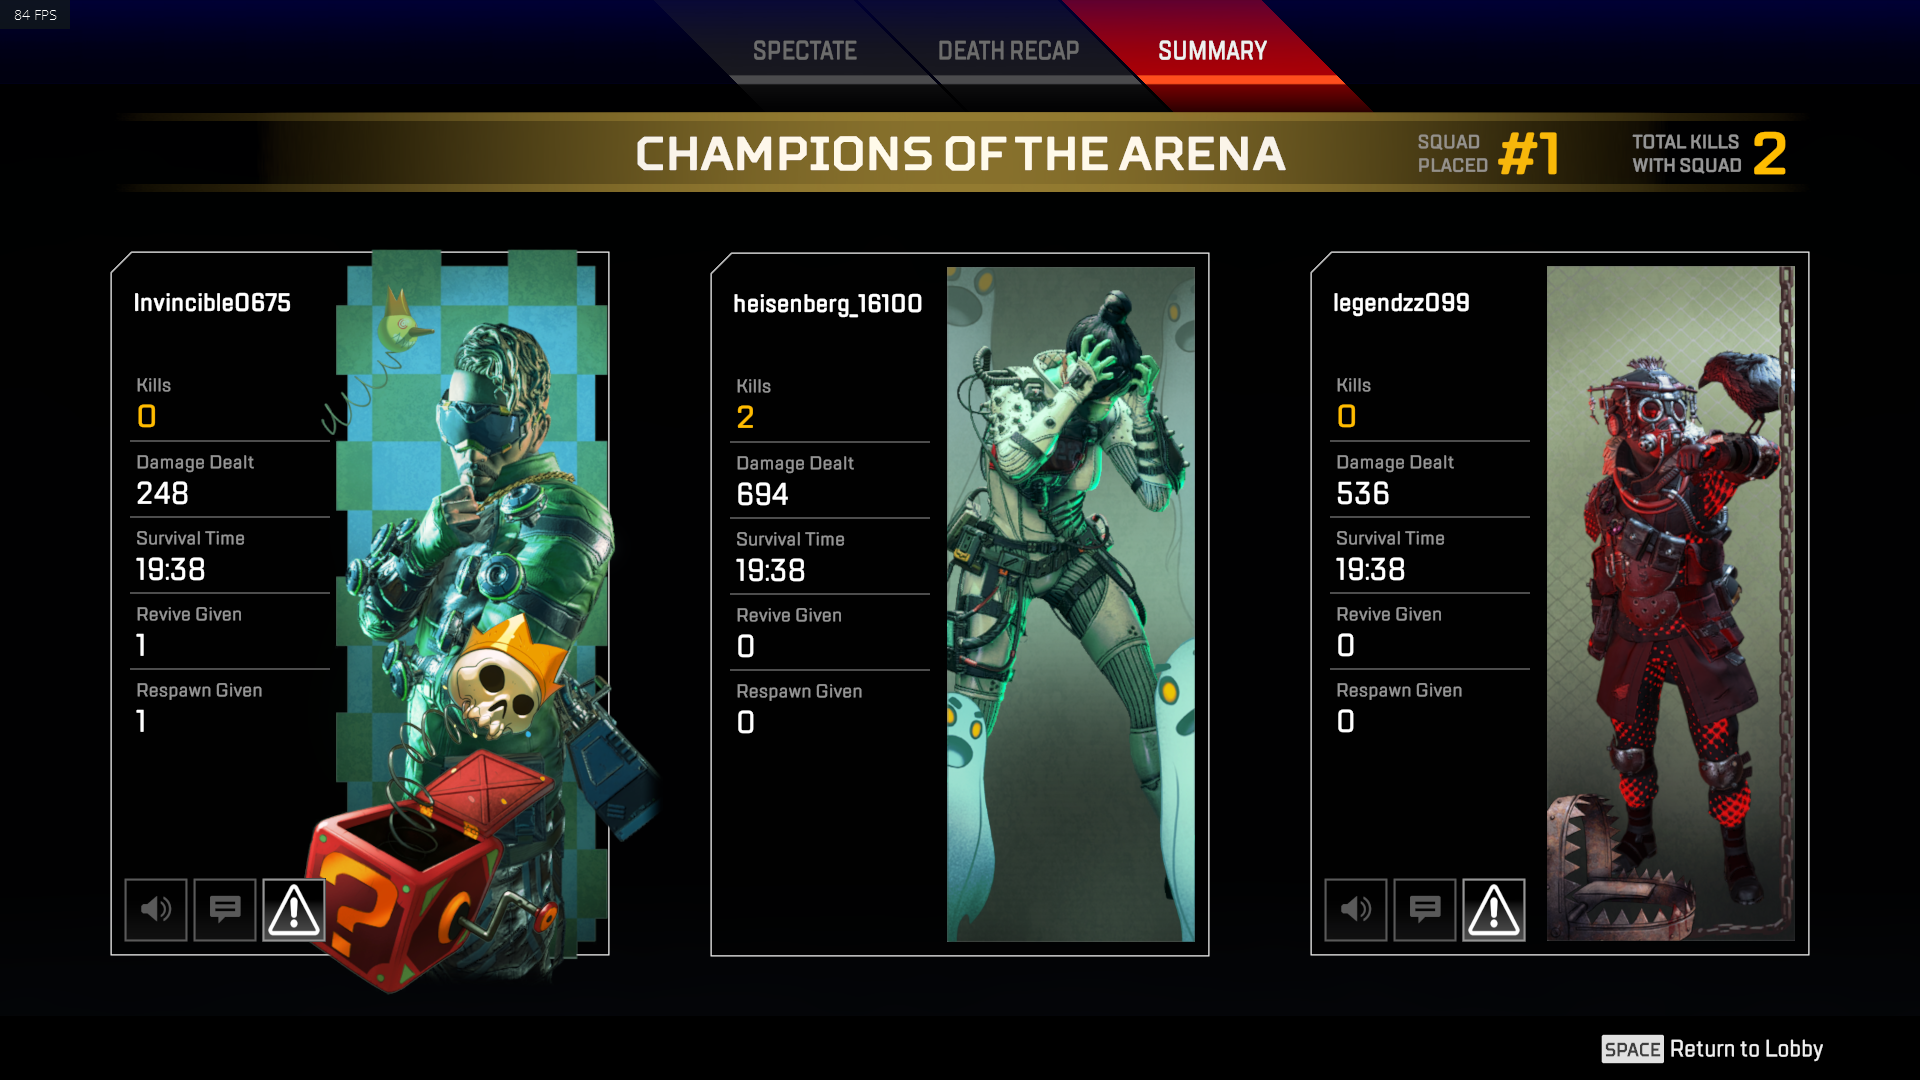 84 FPS
SPECTATE
DEATH RECAP
SUMMARY
CHAMPIONS OF THE ARENA
SQUAD
PLACED
#1
TOTAL KILLS
WITH SQUAD
2
Invincible0675
Kills
0
Damage Dealt
248
Survival Time
19:38
Revive Given
1
Respawn Given
1
?
heisenberg_16100
Kills
2
Damage Dealt
694
Survival Time
19:38
Revive Given
0
Respawn Given
0
legendzz099
Kills
0
Damage Dealt
536
Survival Time
19:38
Revive Given
0
Respawn Given
0
SPACE Return to Lobby